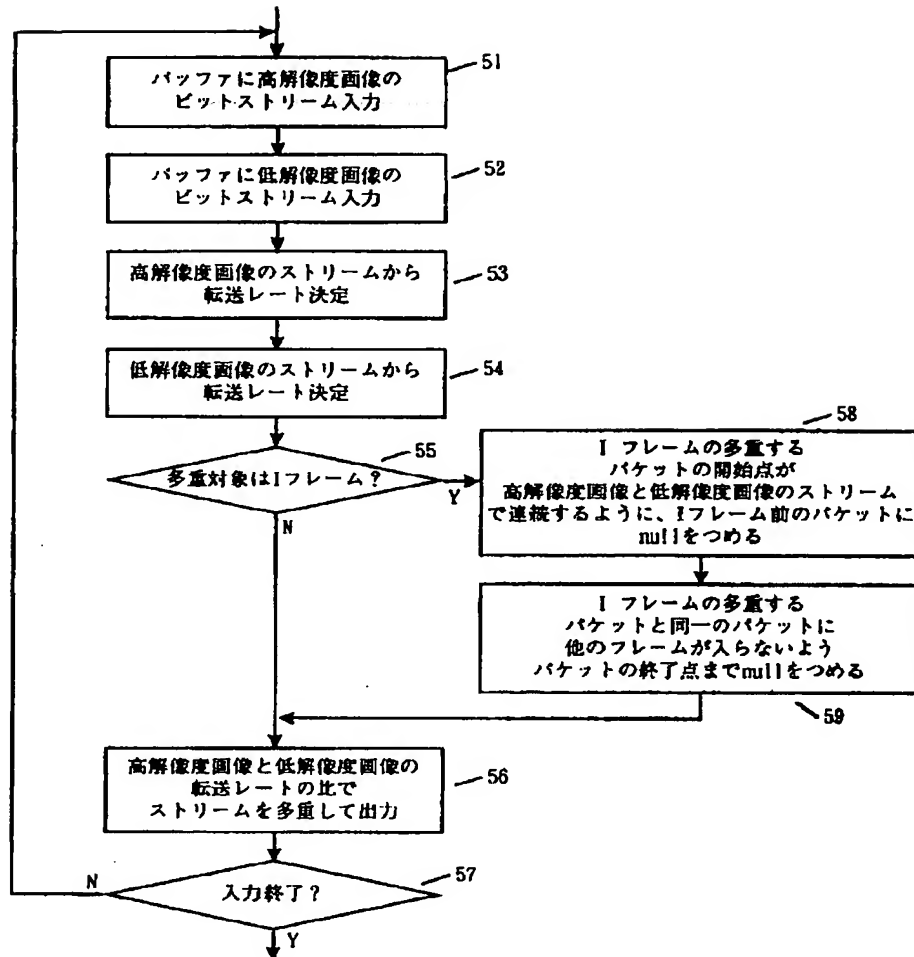 バッファに高解像度画像の
ビットストリーム入力
51
バッファに低解像度画像の
ビットストリーム入力
52
高解像度画像のストリームから
転送レート決定
53
低解像度画像のストリームから
転送レート決定
54
多重対象はIフレーム?
55
Y
N
58
I フレームの多重する
パケットの開始点が
高解像度画像と低解像度画像のストリーム
で連続するように、Iフレーム前のパケットに
nullをつめる
I フレームの多重する
パケットと同一のパケットに
他のフレームが入らないよう
パケットの終了点までnullをつめる
59
高解像度画像と低解像度画像の
転送レートの比で
ストリームを多重して出力
56
入力終了?
57
N
Y